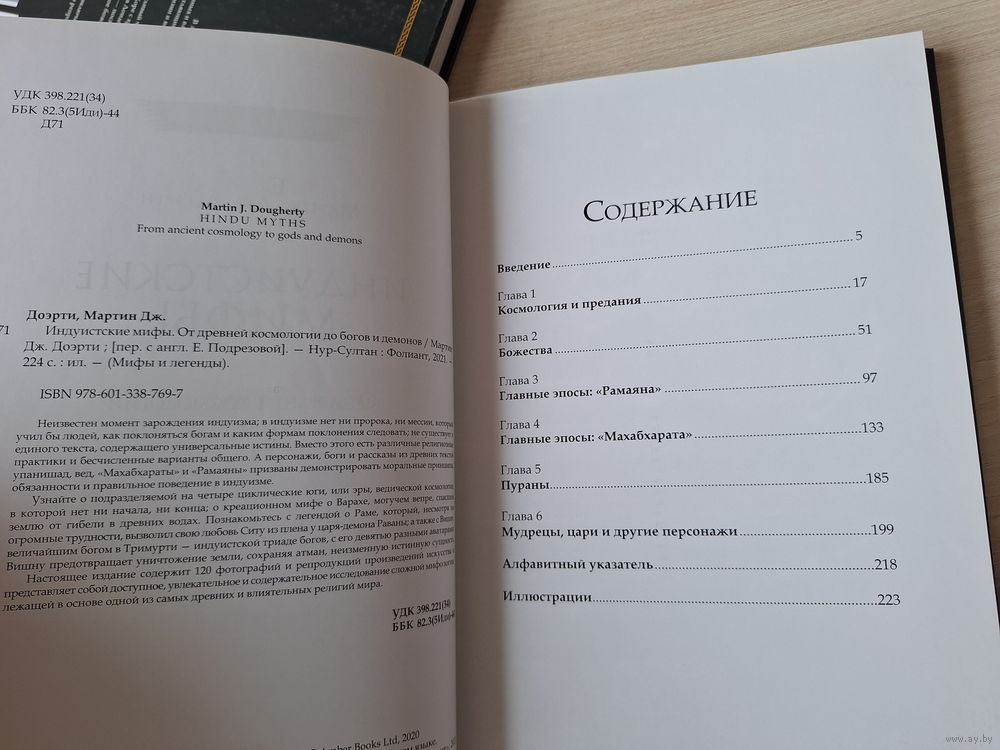 УДК 398.221(34)
ББК 82.3(5Инди)-44
Д71
Martin J. Dougherty
HINDU MYTHS
From ancient cosmology to gods and demons
Доэрти, Мартин Дж.
71 Индуистские мифы. От древней космологии до богов и демонов / Мартин
Дж. Доэрти ; [пер. с англ. Е. Подрезовой]. — Нур-Султан : Фолиант, 2021. –
224 с. : ил. — (Мифы и легенды).
ISBN 978-601-338-769-7
Неизвестен момент зарождения индуизма; в индуизме нет ни пророка, ни мессии, который
учил бы людей, как поклоняться богам и каким формам поклонения следовать; не существует и
единого текста, содержащего универсальные истины. Вместо этого есть различные религиозные
практики и бесчисленные варианты общего. А персонажи, боги и рассказы из древних текстов
упанишад, вед, «Махабхараты» и «Рамаяны» призваны демонстрировать моральные принципы,
обязанности и правильное поведение в индуизме.
Узнайте о подразделяемой на четыре циклические юги, или эры, ведической космологии,
в которой нет ни начала, ни конца; о креационном мифе о Варахе, могучем вепре, спасшем
землю от гибели в древних водах. Познакомьтесь с легендой о Раме, который, несмотря на
огромные трудности, вызволил свою любовь Ситу из плена у царя-демона Раваны; а также с Вишну,
величайшим богом в Тримурти — индуистской триаде богов, с его девятью разными аватарами
Вишну предотвращает уничтожение земли, сохраняя атман, неизменную истинную сущность.
Настоящее издание содержит 120 фотографий и репродукций произведений искусства и
представляет собой доступное, увлекательное и содержательное исследование сложной мифологии,
лежащей в основе одной из самых древних и влиятельных религий мира.
УДК 398.221(34)
ББК 82.3(5Инди)-44
Amber Books Ltd, 2020
языке.
СОДЕРЖАНИЕ
Введение 5
Глава 1
Космология и предания 17
Глава 2
Божества 51
Глава 3
Главные эпосы: «Рамаяна» 97
Глава 4
Главные эпосы: «Махабхарата» 133
Глава 5
Пураны 185
Глава 6
Мудрецы, цари и другие персонажи 199
Алфавитный указатель 218
Иллюстрации 223
www.ay.by